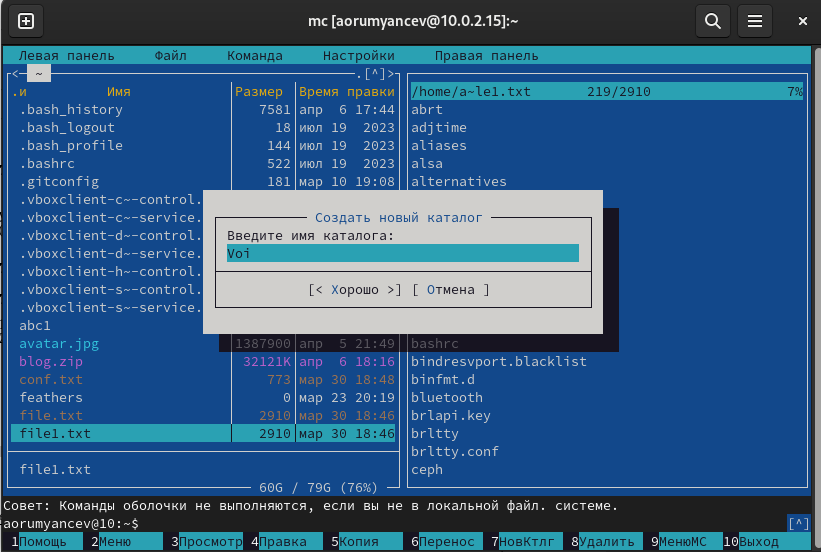 mc [aorumyancev@10.0.2.15]:~
Левая панель Файл Команда Настройки Правая панель
<─ ~ .[^]>
.и Имя Размер Время правки
.bash_history 7581 апр 6 17:44
.bash_logout 18 июл 19 2023
.bash_profile 144 июл 19 2023
.bashrc 522 июл 19 2023
.gitconfig 181 мар 10 19:08
.vboxclient-c~-control.
.vboxclient-c~-service.
.vboxclient-d~-control.
.vboxclient-d~-service.
.vboxclient-h~-control.
.vboxclient-s~-control.
.vboxclient-s~-service.
abc1
avatar.jpg 1387900 апр 5 21:49
blog.zip 32121K апр 6 18:16
conf.txt 773 мар 30 18:48
feathers 0 мар 23 20:19
file.txt 2910 мар 30 18:46
file1.txt 2910 мар 30 18:46
file1.txt
60G / 79G (76%)
/home/a~le1.txt 219/2910 7%
abrt
adjtime
aliases
alsa
alternatives
bashrc
bindresvport.blacklist
binfmt.d
bluetooth
brlapi.key
brltty
brltty.conf
ceph
Создать новый каталог
Введите имя каталога:
Voi
[< Хорошо >] [ Отмена ]
Совет: Команды оболочки не выполняются, если вы не в локальной файл. системе.
aorumyancev@10:~$ [^]
1Помощь 2Меню 3Просмотр 4Правка 5Копия 6Перенос 7НовКтлг 8Удалить 9МенюМС 10Выход